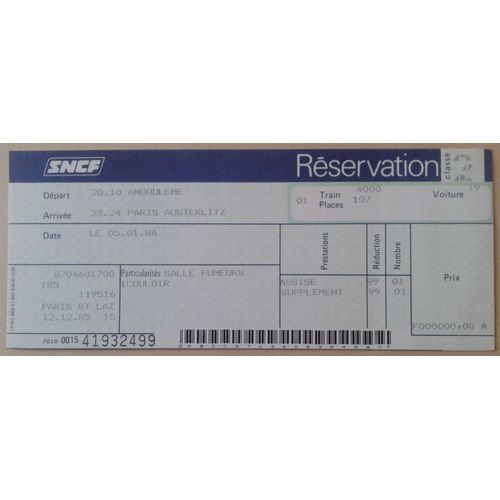 SNCF
Réservation
classe 2
Départ 20.10 ANGOULEME
Arrivée 23.24 PARIS AUSTERLITZ
01 Train 4000
Places 107
Voiture 19
Date LE 05.01.86
Prestations Réduction Nombre Prix
8704601700
185
119516
PARIS ST LAZ
12.12.85 15
Particularités SALLE FUMEURS
1COULOIR
ASSISE 99 01
SUPPLEMENT 99 01
F000000+00 A
7016 0015 41932499